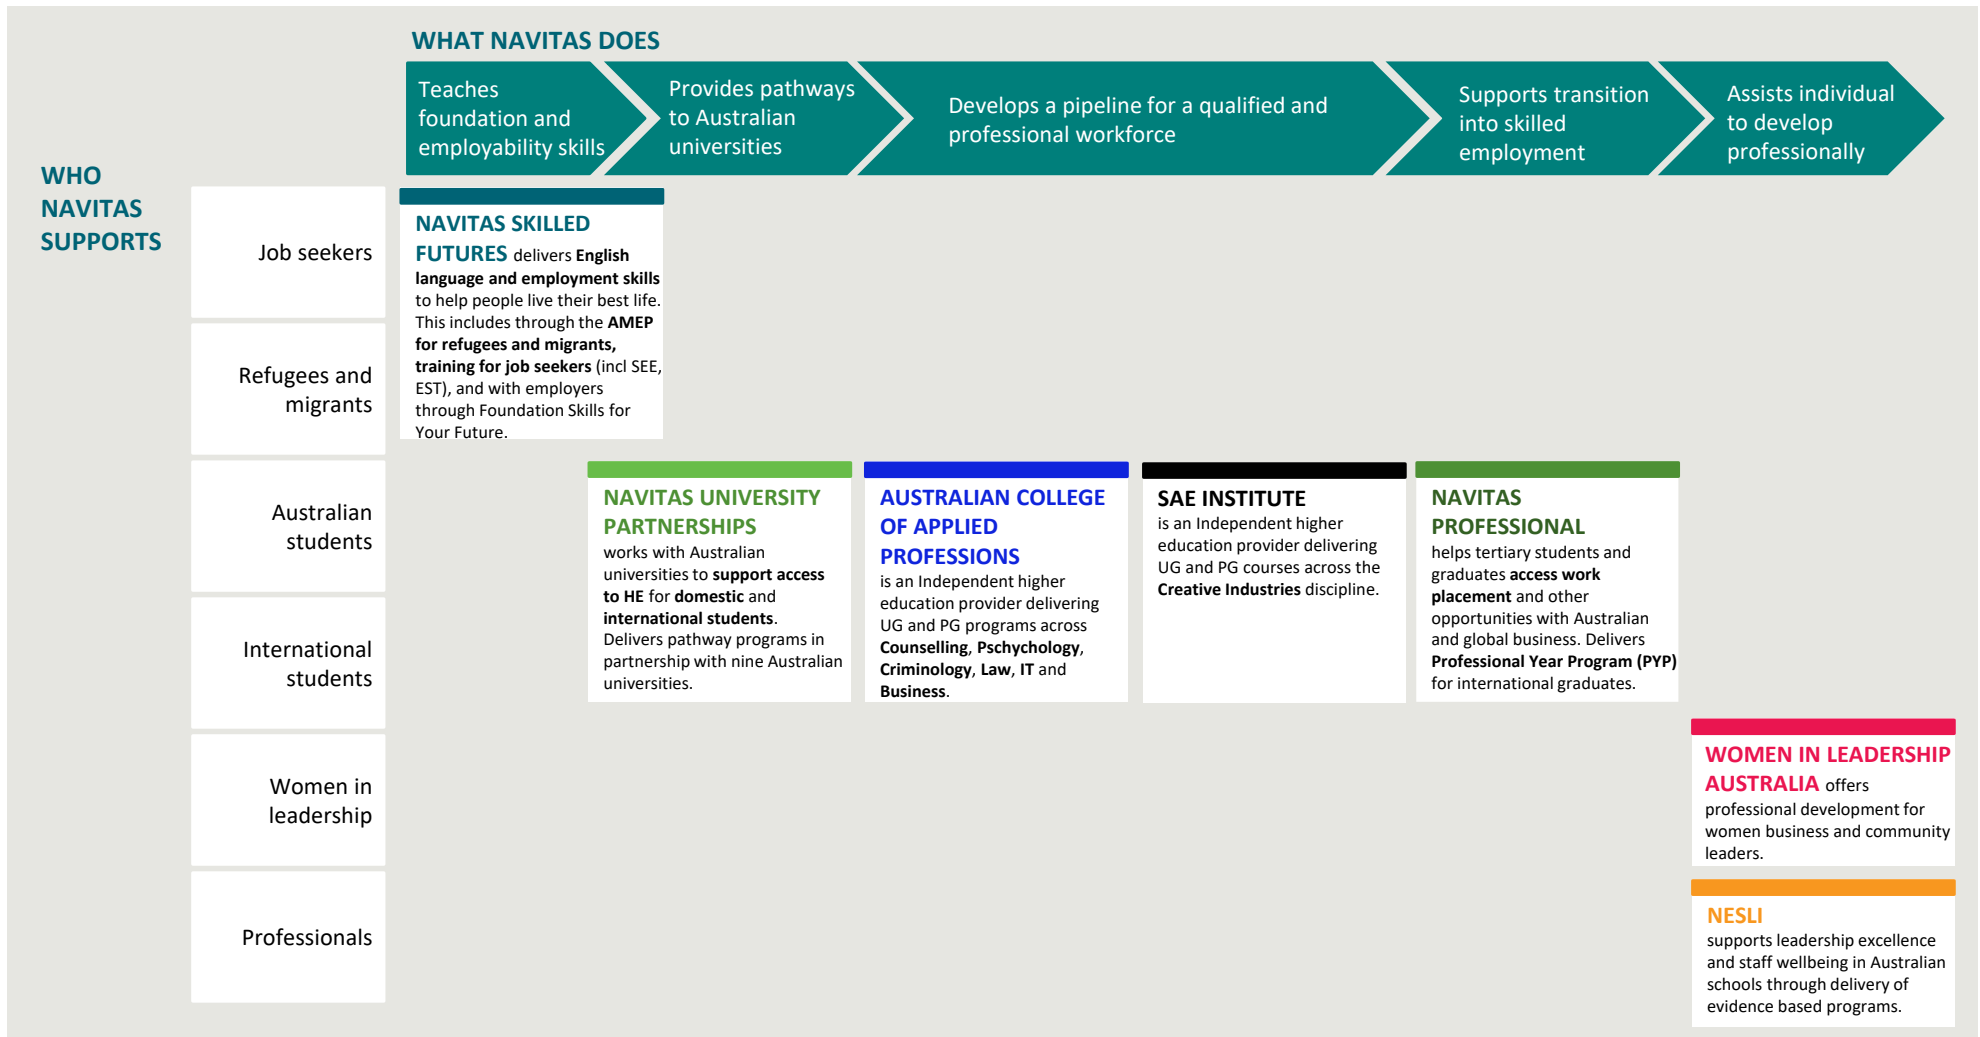 WHAT NAVITAS DOES
Teaches
foundation and
employability skills
Provides pathways
to Australian
universities
Develops a pipeline for a qualified and
professional workforce
Supports transition
into skilled
employment
Assists individual
to develop
professionally
WHO
NAVITAS
SUPPORTS
Job seekers
Refugees and
migrants
Australian
students
International
students
Women in
leadership
Professionals
NAVITAS SKILLED
FUTURES delivers English
language and employment skills
to help people live their best life.
This includes through the AMEP
for refugees and migrants,
training for job seekers (incl SEE,
EST), and with employers
through Foundation Skills for
Your Future.
NAVITAS UNIVERSITY
PARTNERSHIPS
works with Australian
universities to support access
to HE for domestic and
international students.
Delivers pathway programs in
partnership with nine Australian
universities.
AUSTRALIAN COLLEGE
OF APPLIED
PROFESSIONS
is an Independent higher
education provider delivering
UG and PG programs across
Counselling, Pschychology,
Criminology, Law, IT and
Business.
SAE INSTITUTE
is an Independent higher
education provider delivering
UG and PG courses across the
Creative Industries discipline.
NAVITAS
PROFESSIONAL
helps tertiary students and
graduates access work
placement and other
opportunities with Australian
and global business. Delivers
Professional Year Program (PYP)
for international graduates.
WOMEN IN LEADERSHIP
AUSTRALIA offers
professional development for
women business and community
leaders.
NESLI
supports leadership excellence
and staff wellbeing in Australian
schools through delivery of
evidence based programs.